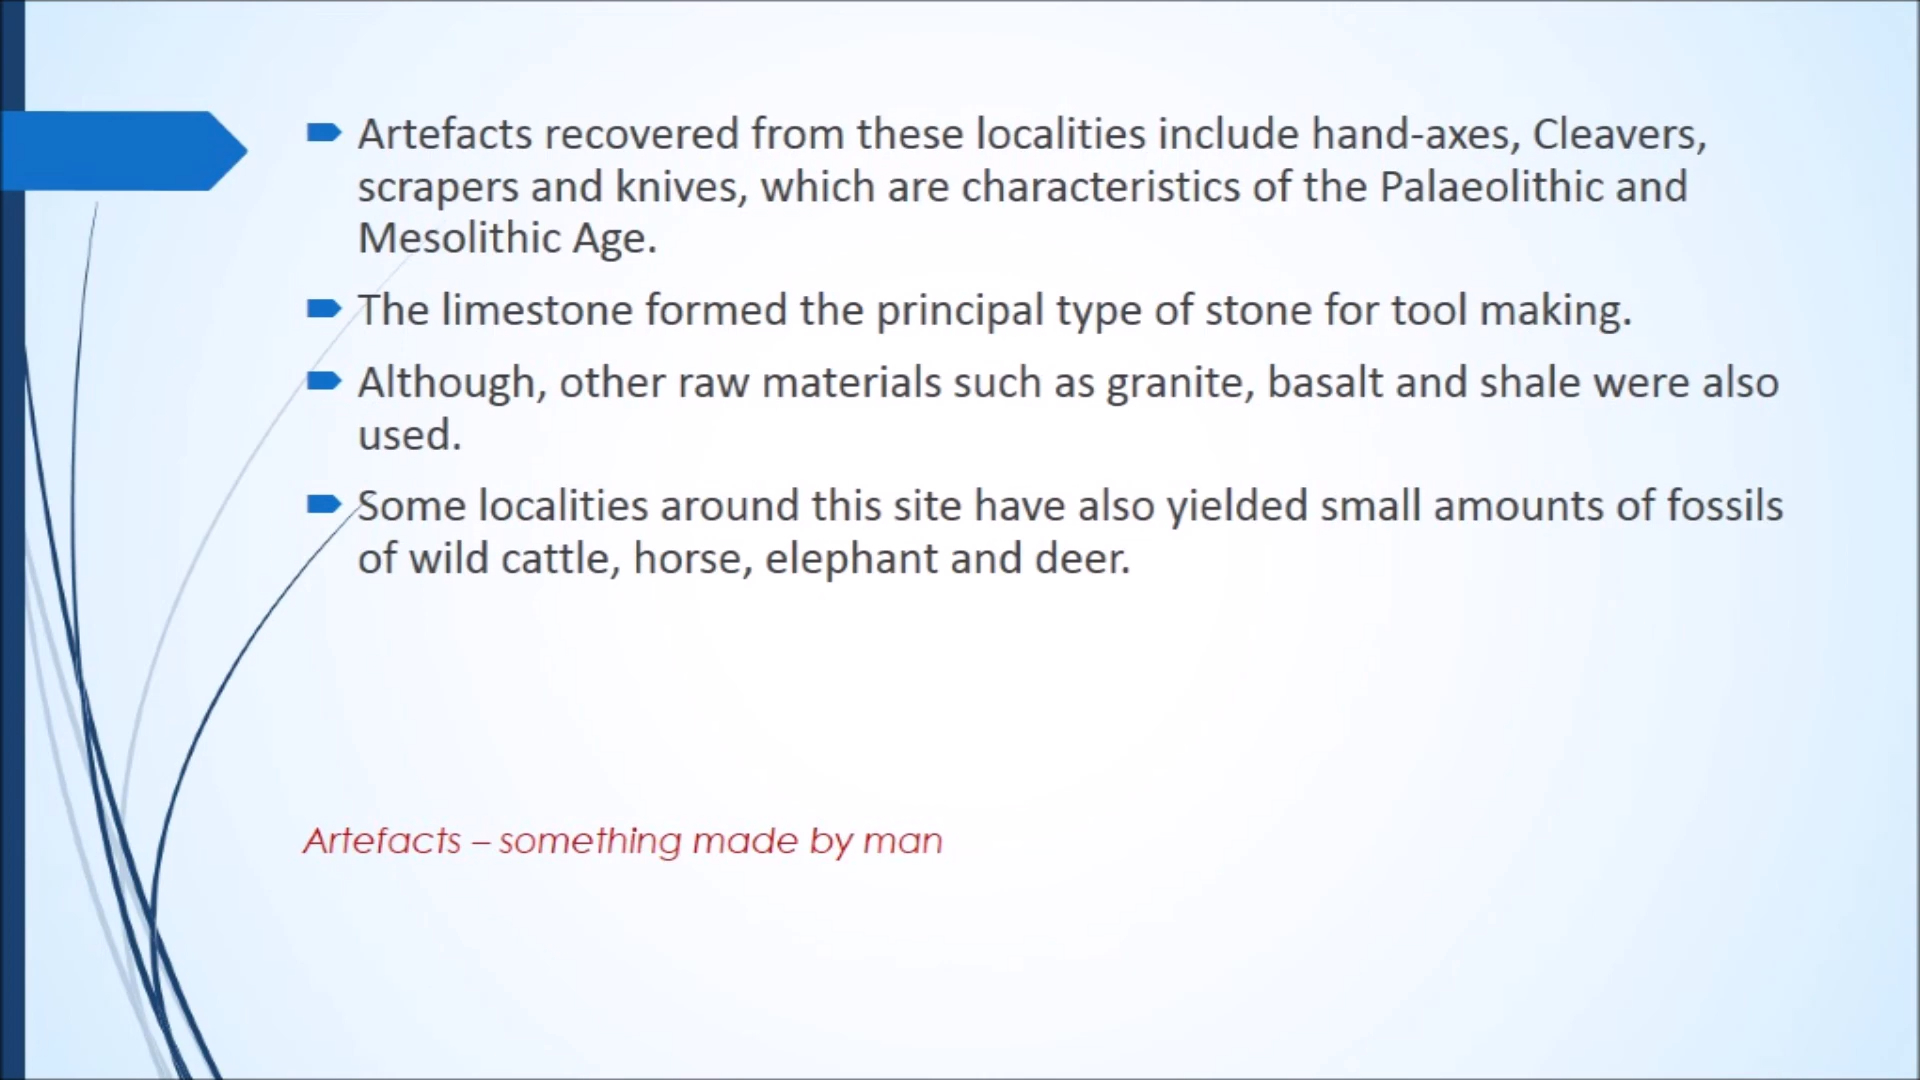 Artefacts recovered from these localities include hand-axes, Cleavers,
scrapers and knives, which are characteristics of the Palaeolithic and
Mesolithic Age.
The limestone formed the principal type of stone for tool making.
Although, other raw materials such as granite, basalt and shale were also
used.
Some localities around this site have also yielded small amounts of fossils
of wild cattle, horse, elephant and deer.
Artefacts – something made by man